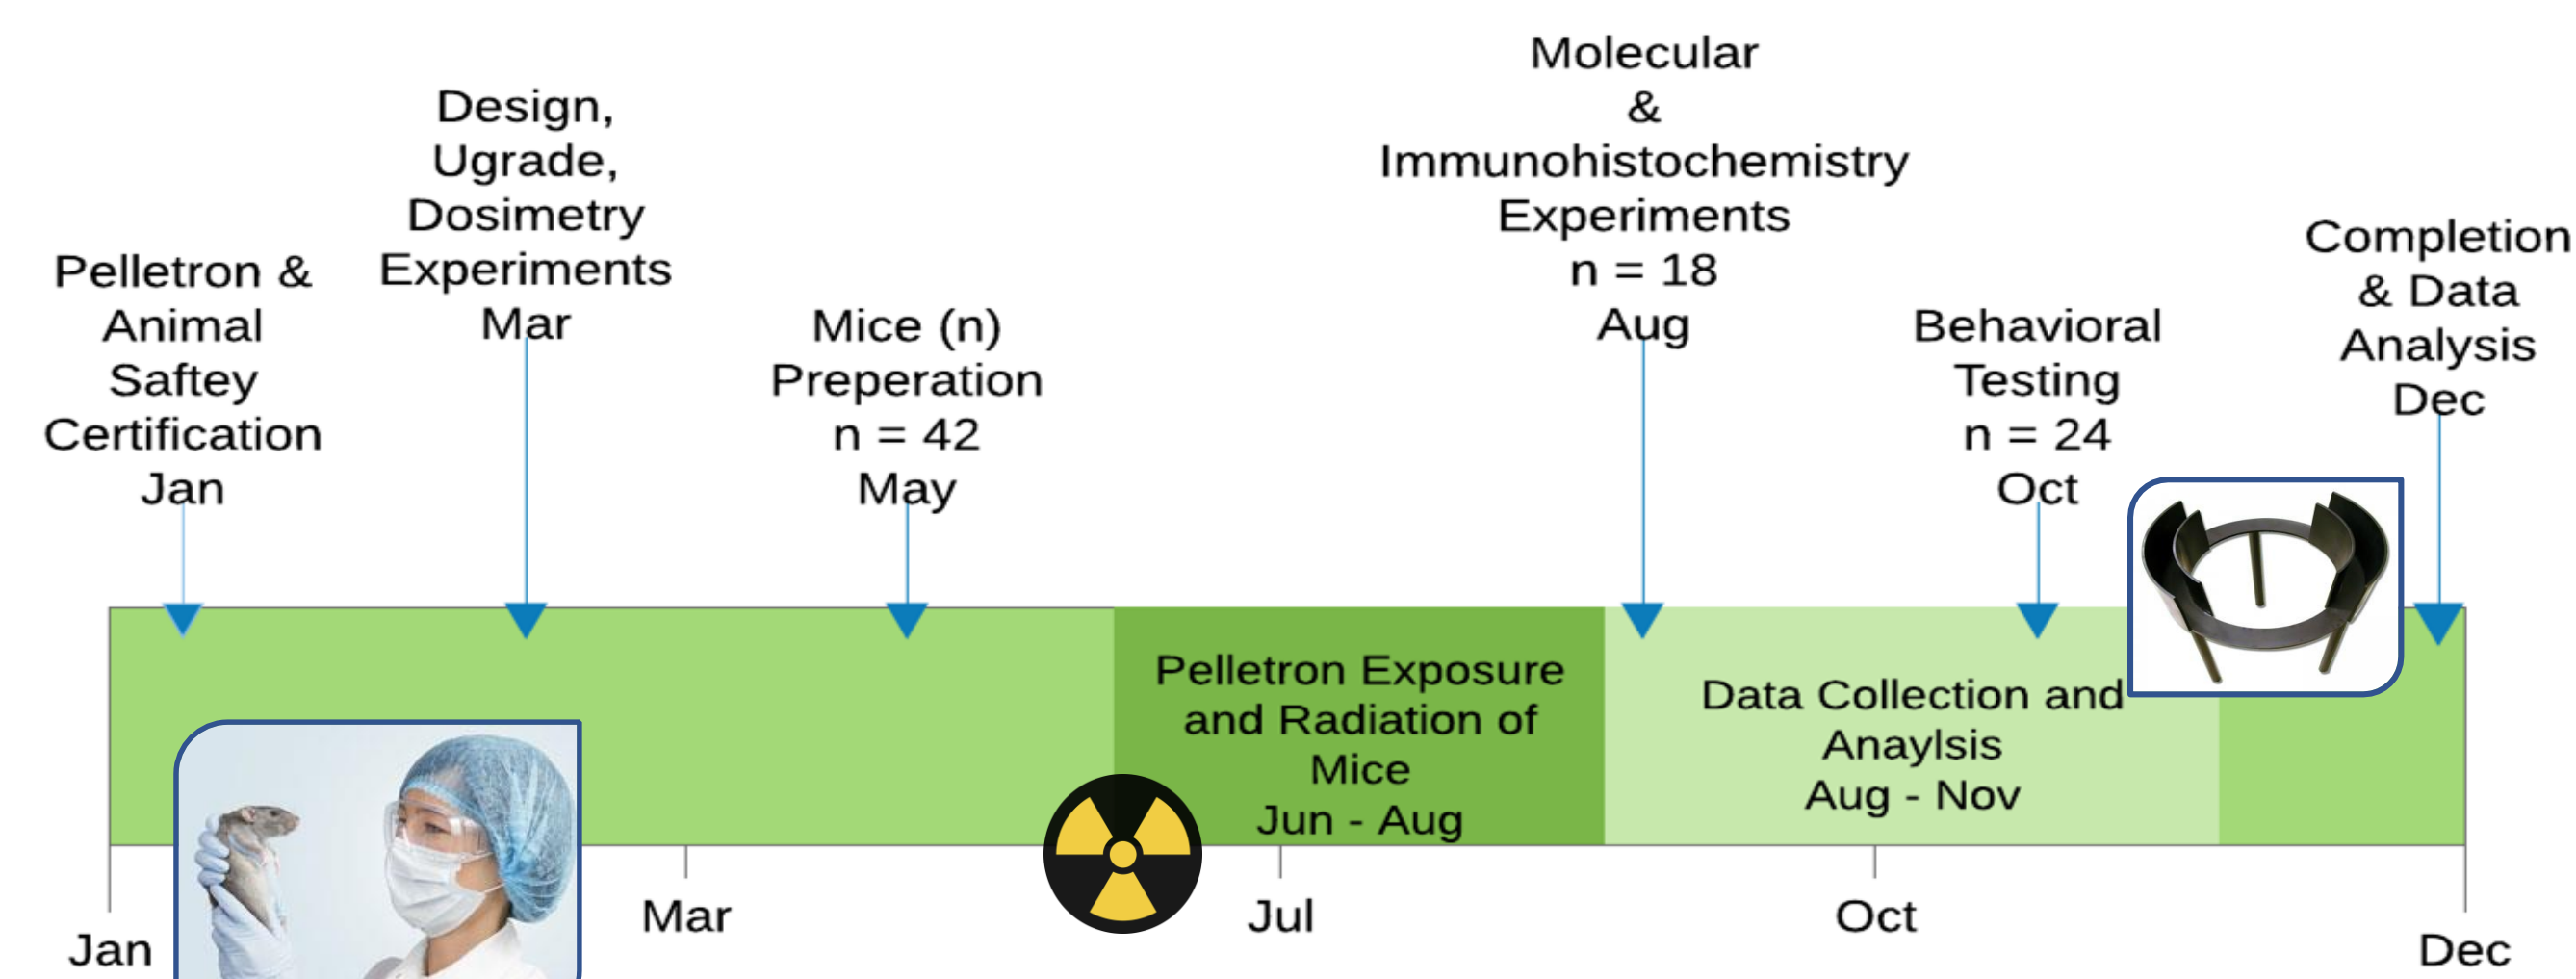 Pelletron &
Animal
Saftey
Certification
Jan
Design,
Ugrade,
Dosimetry
Experiments
Mar
Mice (n)
Preperation
n = 42
May
Molecular
&
Immunohistochemistry
Experiments
n = 18
Aug
Behavioral
Testing
n = 24
Oct
Completion
& Data
Analysis
Dec
Pelletron Exposure
and Radiation of
Mice
Jun - Aug
Data Collection and
Anaylsis
Aug - Nov
Jan
Mar
Jul
Oct
Dec